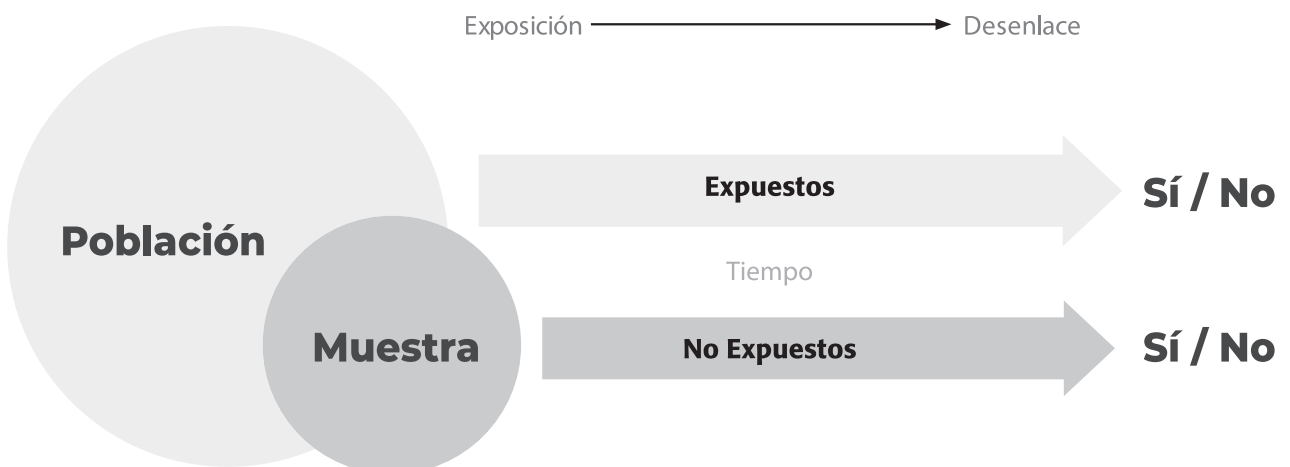 Exposición Desenlace
Expuestos
Sí / No
Población
Tiempo
Muestra
No Expuestos
Sí / No